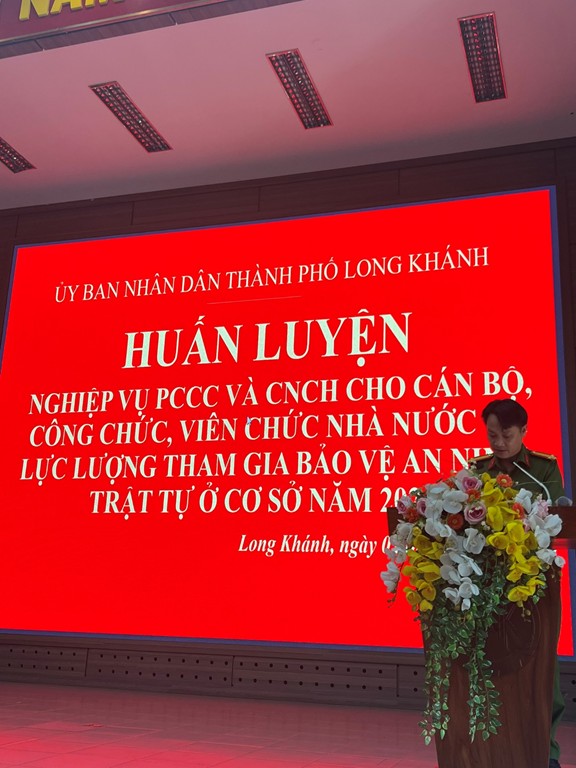 NĂM
ỦY BAN NHÂN DÂN THÀNH PHỐ LONG KHÁNH
HUẤN LUYỆN
NGHIỆP VỤ PCCC VÀ CNCH CHO CÁN BỘ,
CÔNG CHỨC, VIÊN CHỨC NHÀ NƯỚC
LỰC LƯỢNG THAM GIA BẢO VỆ AN
TRẬT TỰ Ở CƠ SỞ NĂM
Long Khánh, ngày